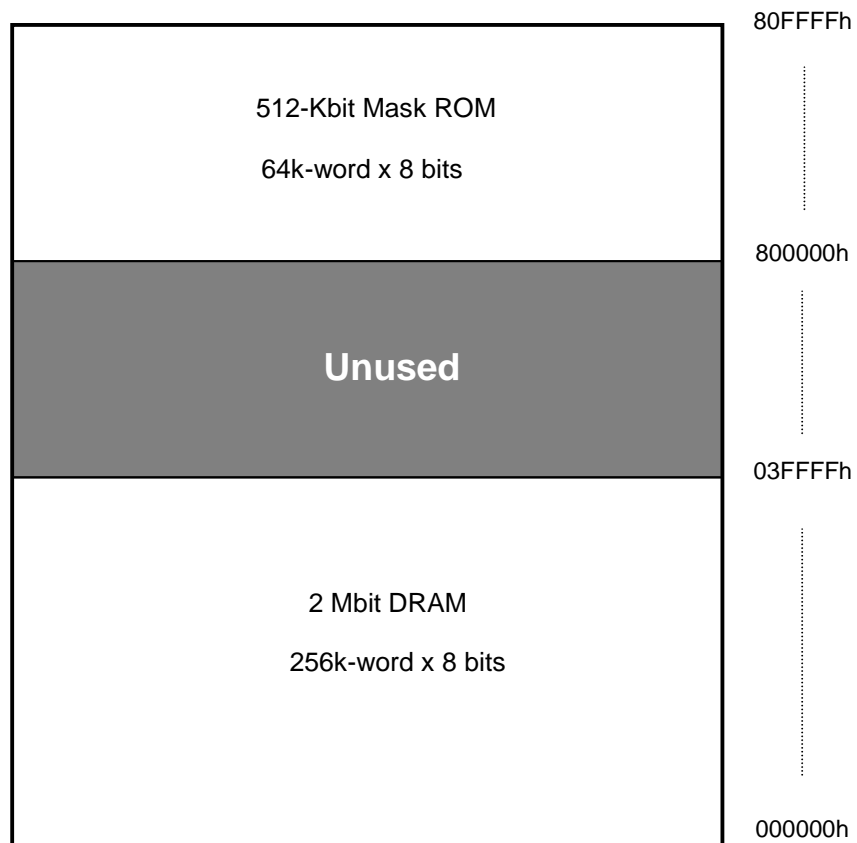 80FFFFh
512-Kbit Mask ROM
64k-word x 8 bits
800000h
Unused
03FFFFh
2 Mbit DRAM
256k-word x 8 bits
000000h